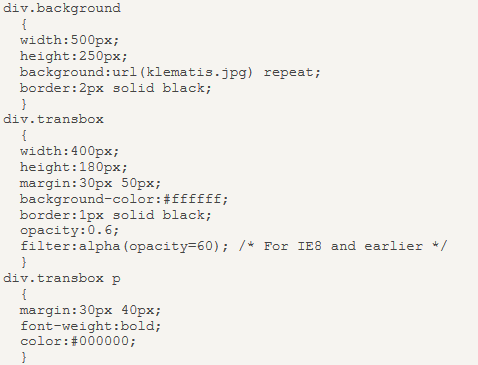 div.background
  {
  width:500px;
  height:250px;
  background:url(klematis.jpg) repeat;
  border:2px solid black;
  }
div.transbox
  {
  width:400px;
  height:180px;
  margin:30px 50px;
  background-color:#ffffff;
  border:1px solid black;
  opacity:0.6;
  filter:alpha(opacity=60); /* For IE8 and earlier */
  }
div.transbox p
  {
  margin:30px 40px;
  font-weight:bold;
  color:#000000;
  }